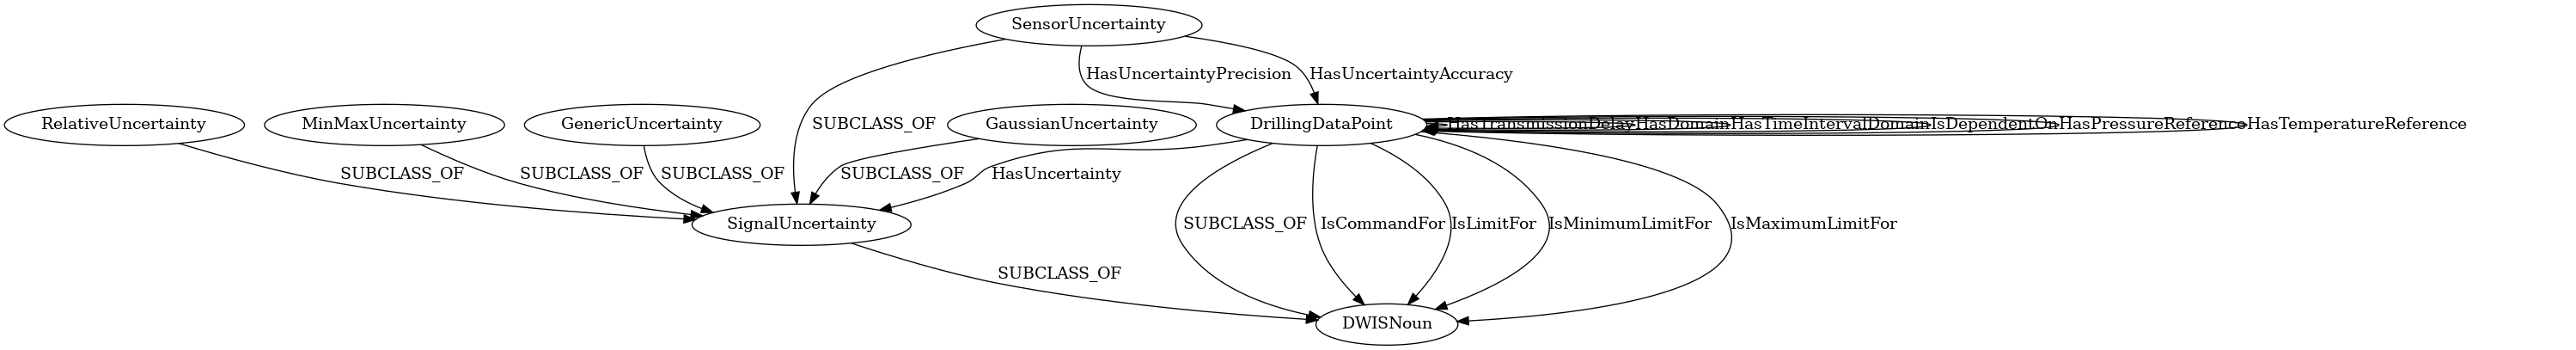 SensorUncertainty
HasUncertaintyPrecision
HasUncertaintyAccuracy
RelativeUncertainty
MinMaxUncertainty
GenericUncertainty
SUBCLASS_OF
GaussianUncertainty
DrillingDataPoint
HasTransmissionDelay
HasDomain
HasTimeIntervalDomain
IsDependentOn
HasPressureReference
HasTemperatureReference
SUBCLASS_OF
SUBCLASS_OF
SUBCLASS_OF
SUBCLASS_OF
HasUncertainty
SignalUncertainty
SUBCLASS_OF
IsCommandFor
IsLimitFor
IsMinimumLimitFor
IsMaximumLimitFor
SUBCLASS_OF
DWISNoun